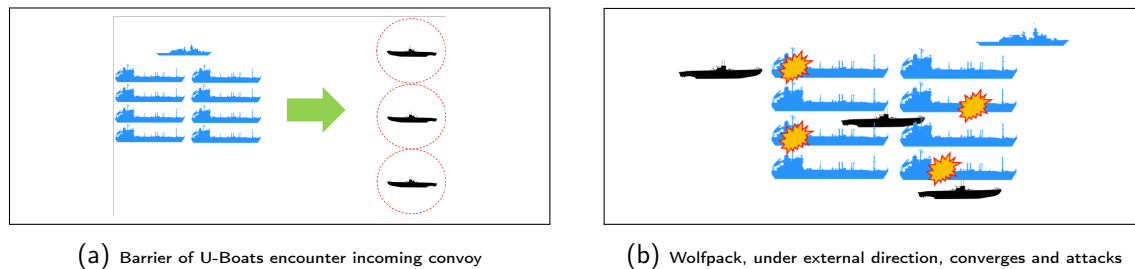 (a) Barrier of U-Boats encounter incoming convoy
(b) Wolfpack, under external direction, converges and attacks